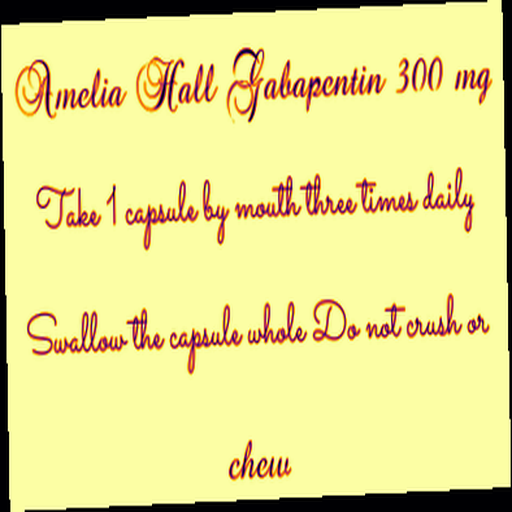 Amelia Hall Gabapentin 300 mg
Take 1 capsule by mouth three times daily
Swallow the capsule whole Do not crush or
chew